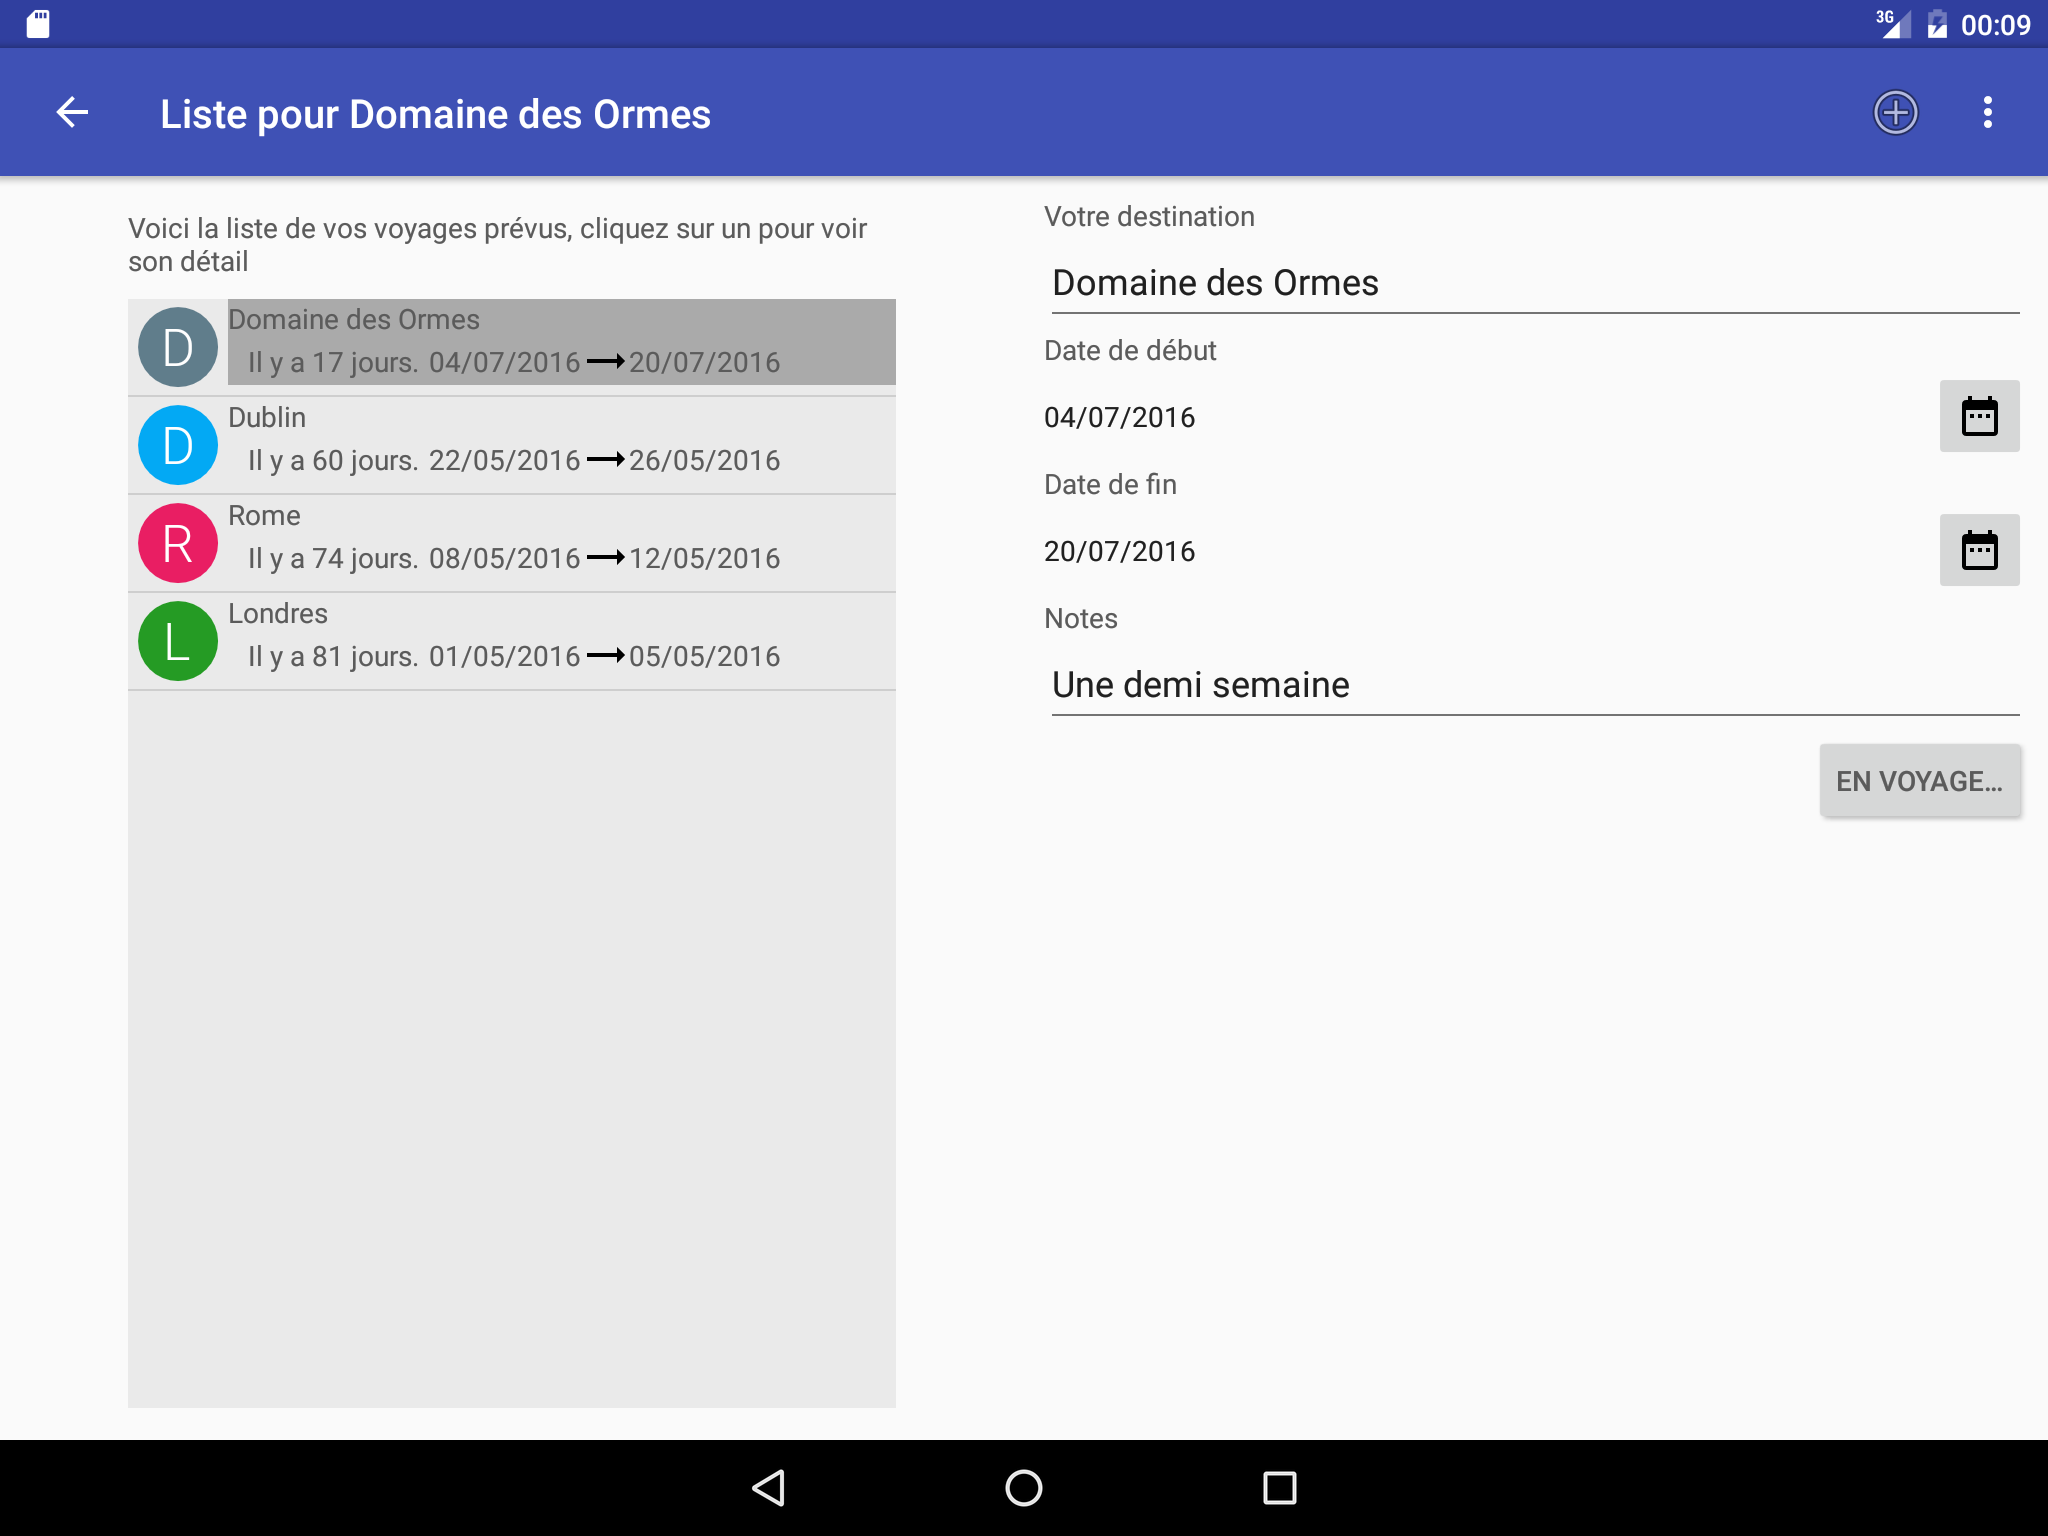 3G 00:09
Liste pour Domaine des Ormes
Voici la liste de vos voyages prévus, cliquez sur un pour voir
son détail
D
Domaine des Ormes
Il y a 17 jours. 04/07/2016 20/07/2016
D
Dublin
Il y a 60 jours. 22/05/2016 26/05/2016
R
Rome
Il y a 74 jours. 08/05/2016 12/05/2016
L
Londres
Il y a 81 jours. 01/05/2016 05/05/2016
Votre destination
Domaine des Ormes
Date de début
04/07/2016
Date de fin
20/07/2016
Notes
Une demi semaine
EN VOYAGE...